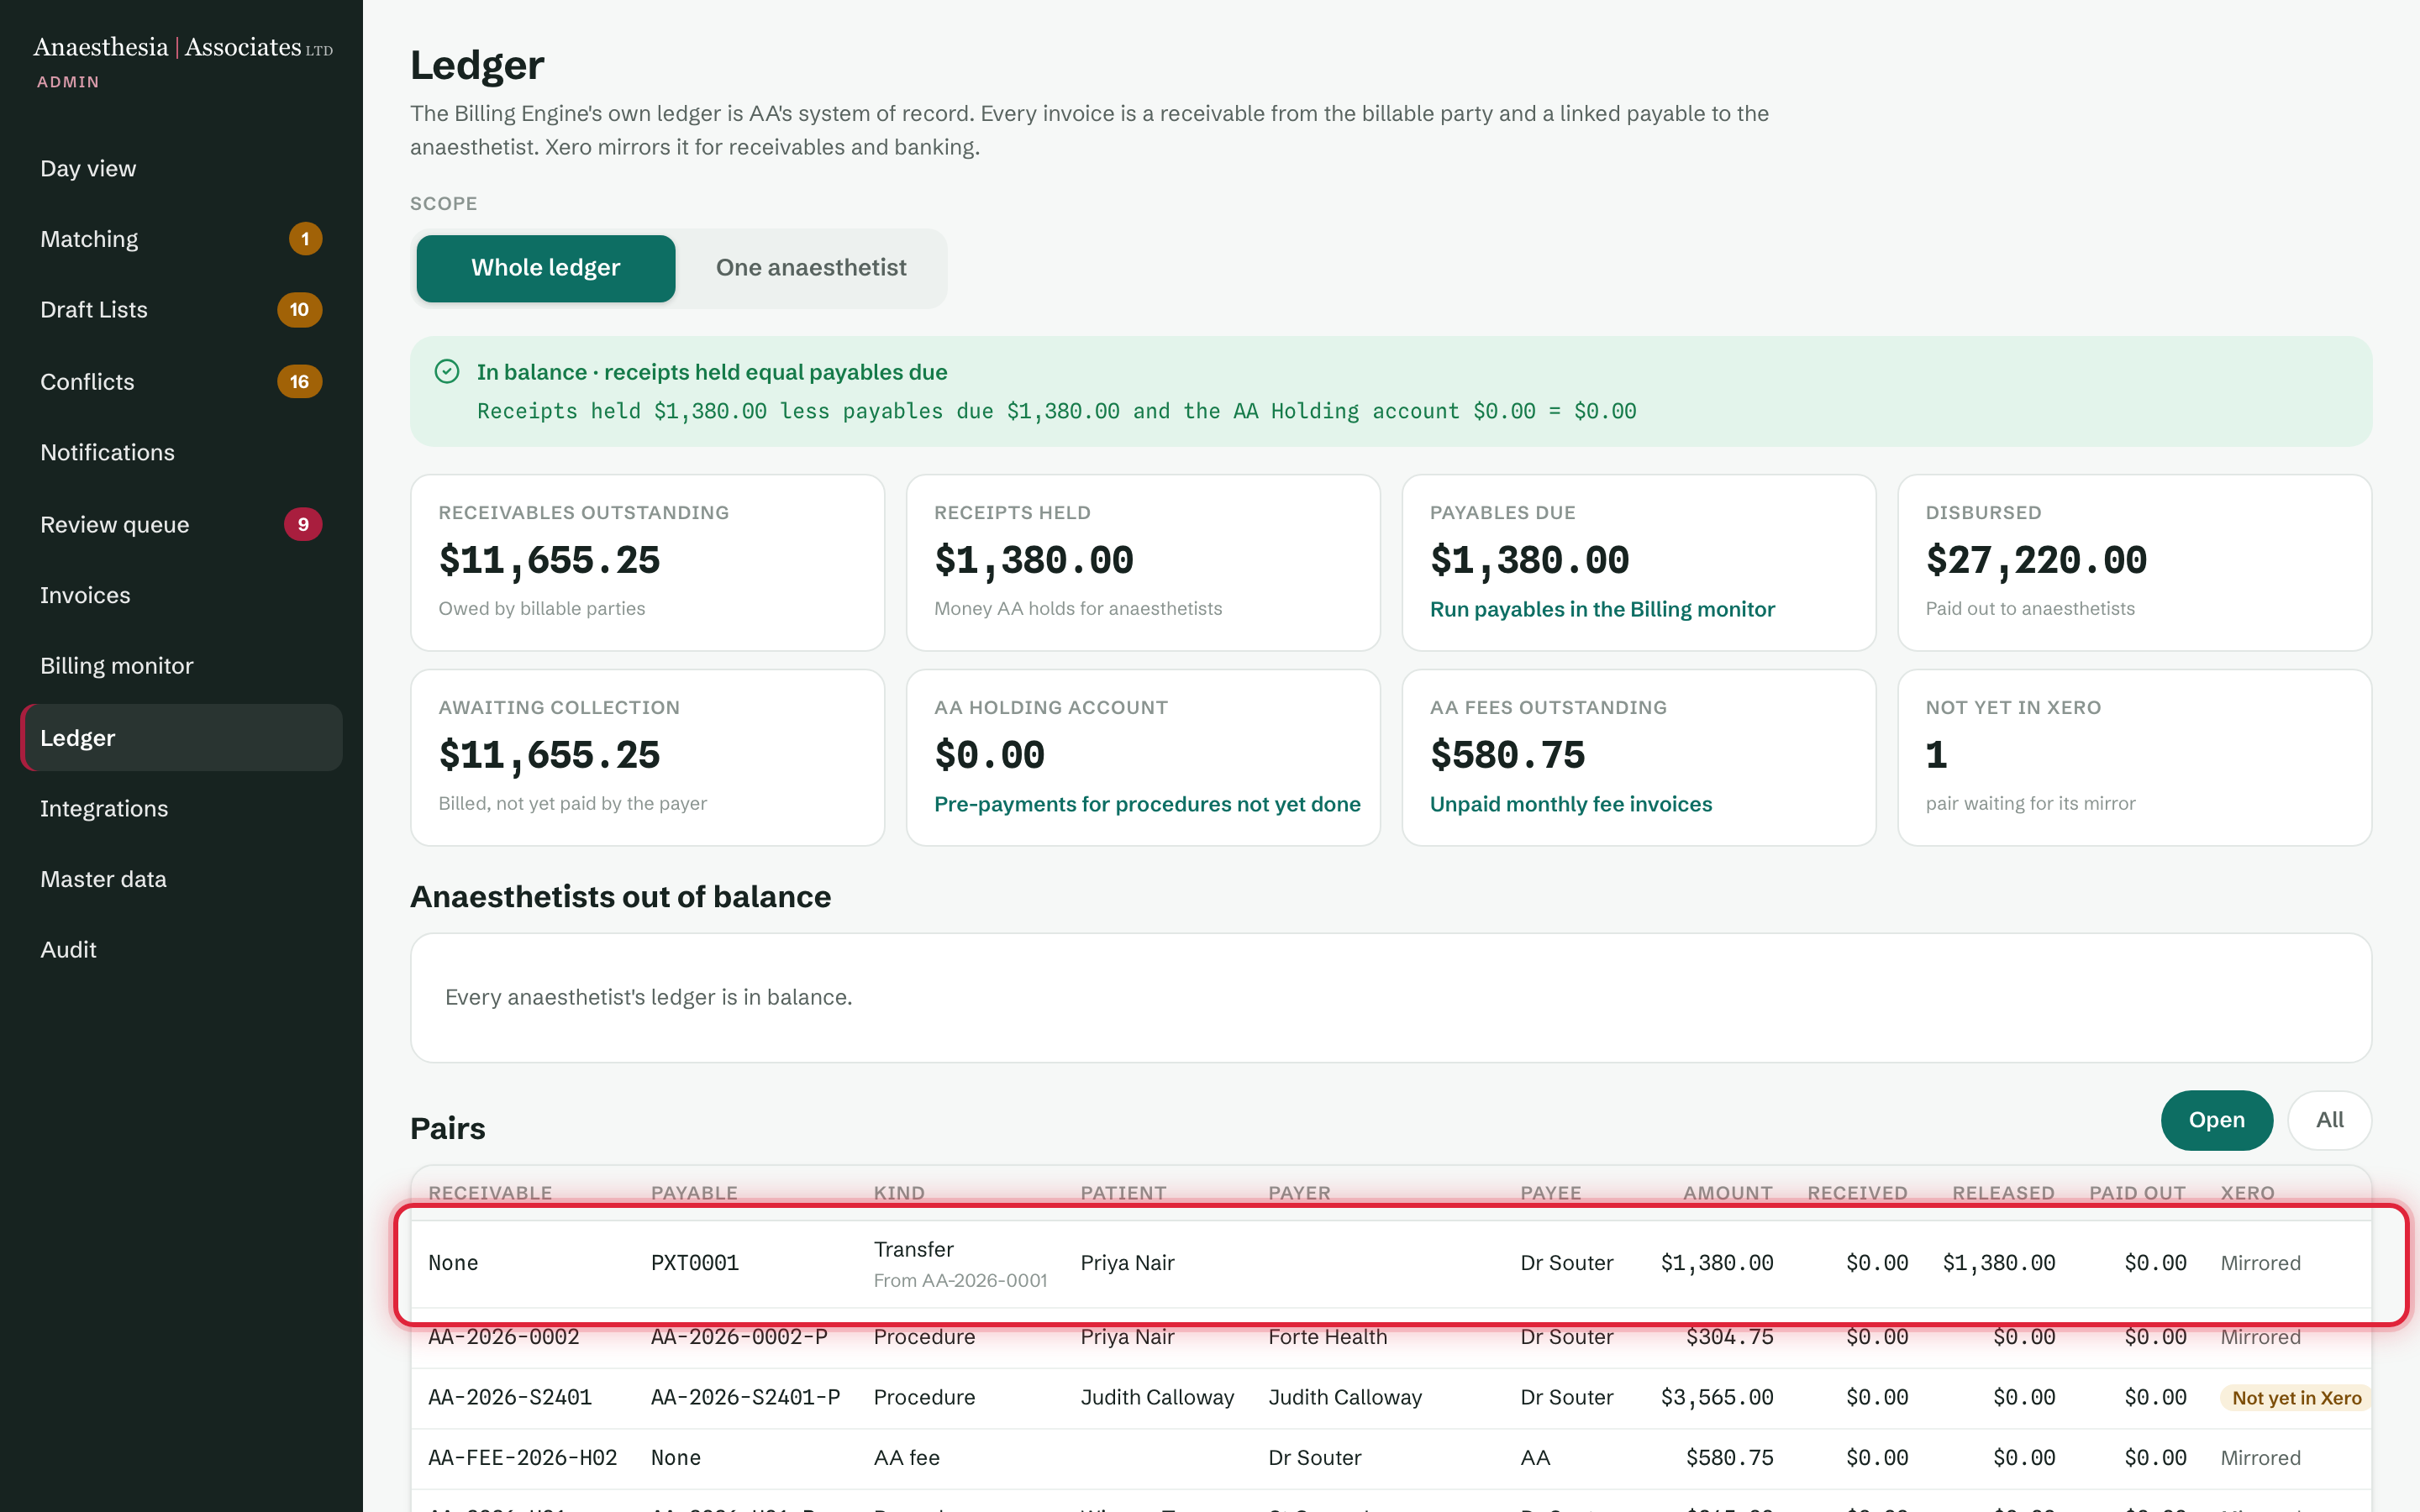 Anaesthesia | Associates LTD
ADMIN
Day view
Matching 1
Draft Lists 10
Conflicts 16
Notifications
Review queue 9
Invoices
Billing monitor
Ledger
Integrations
Master data
Audit
Ledger
The Billing Engine's own ledger is AA's system of record. Every invoice is a receivable from the billable party and a linked payable to the
anaesthetist. Xero mirrors it for receivables and banking.
SCOPE
Whole ledger One anaesthetist
In balance · receipts held equal payables due
Receipts held $1,380.00 less payables due $1,380.00 and the AA Holding account $0.00 = $0.00
RECEIVABLES OUTSTANDING
$11,655.25
Owed by billable parties
RECEIPTS HELD
$1,380.00
Money AA holds for anaesthetists
PAYABLES DUE
$1,380.00
Run payables in the Billing monitor
DISBURSED
$27,220.00
Paid out to anaesthetists
AWAITING COLLECTION
$11,655.25
Billed, not yet paid by the payer
AA HOLDING ACCOUNT
$0.00
Pre-payments for procedures not yet done
AA FEES OUTSTANDING
$580.75
Unpaid monthly fee invoices
NOT YET IN XERO
1
pair waiting for its mirror
Anaesthetists out of balance
Every anaesthetist's ledger is in balance.
Pairs
Open All
RECEIVABLE PAYABLE KIND PATIENT PAYER PAYEE AMOUNT RECEIVED RELEASED PAID OUT XERO
None PXT0001 Transfer Priya Nair Dr Souter $1,380.00 $0.00 $1,380.00 $0.00 Mirrored
From AA-2026-0001
AA-2026-0002 AA-2026-0002-P Procedure Priya Nair Forte Health Dr Souter $304.75 $0.00 $0.00 $0.00 Mirrored
AA-2026-S2401 AA-2026-S2401-P Procedure Judith Calloway Judith Calloway Dr Souter $3,565.00 $0.00 $0.00 $0.00 Not yet in Xero
AA-FEE-2026-H02 None AA fee Dr Souter AA $580.75 $0.00 $0.00 $0.00 Mirrored